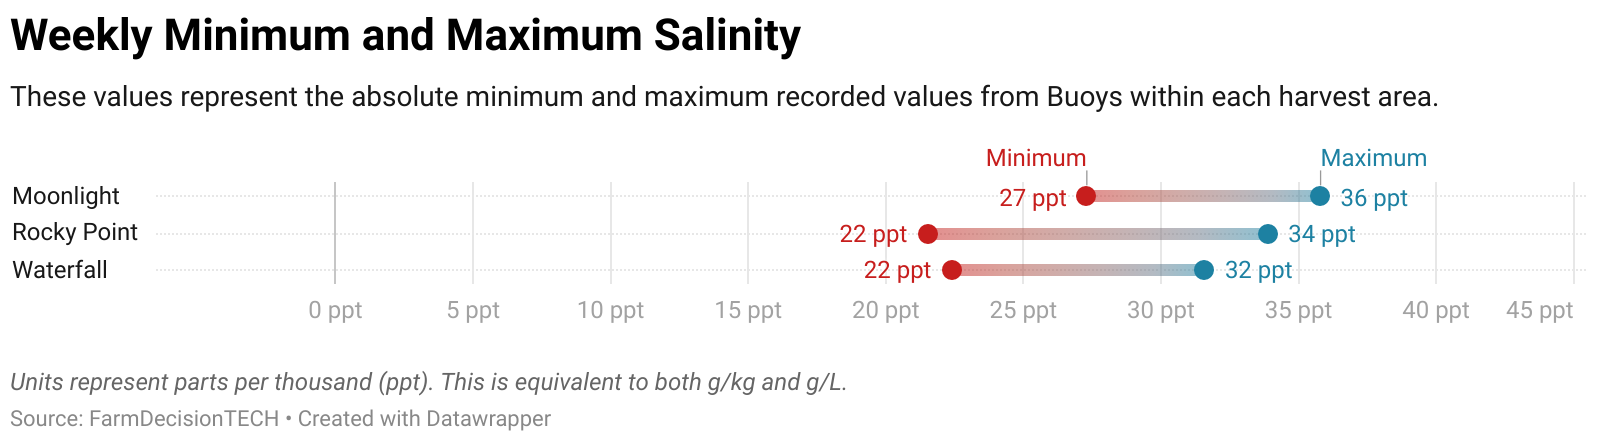 Weekly Minimum and Maximum Salinity
These values represent the absolute minimum and maximum recorded values from Buoys within each harvest area.
Minimum Maximum
Moonlight 27 ppt 36 ppt
Rocky Point 22 ppt 34 ppt
Waterfall 22 ppt 32 ppt
0 ppt 5 ppt 10 ppt 15 ppt 20 ppt 25 ppt 30 ppt 35 ppt 40 ppt 45 ppt
Units represent parts per thousand (ppt). This is equivalent to both g/kg and g/L.
Source: FarmDecisionTECH • Created with Datawrapper